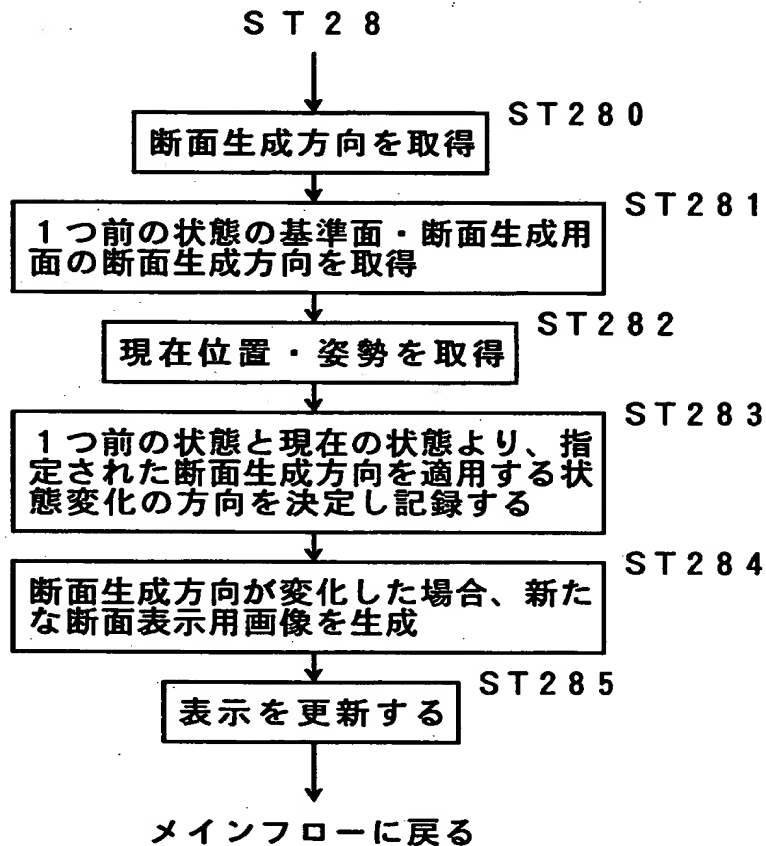 ST28
ST280
断面生成方向を取得
ST281
1つ前の状態の基準面・断面生成用
面の断面生成方向を取得
ST282
現在位置・姿勢を取得
ST283
1つ前の状態と現在の状態より、指
定された断面生成方向を適用する状
態変化の方向を決定し記録する
ST284
断面生成方向が変化した場合、新た
な断面表示用画像を生成
ST285
表示を更新する
メインフローに戻る